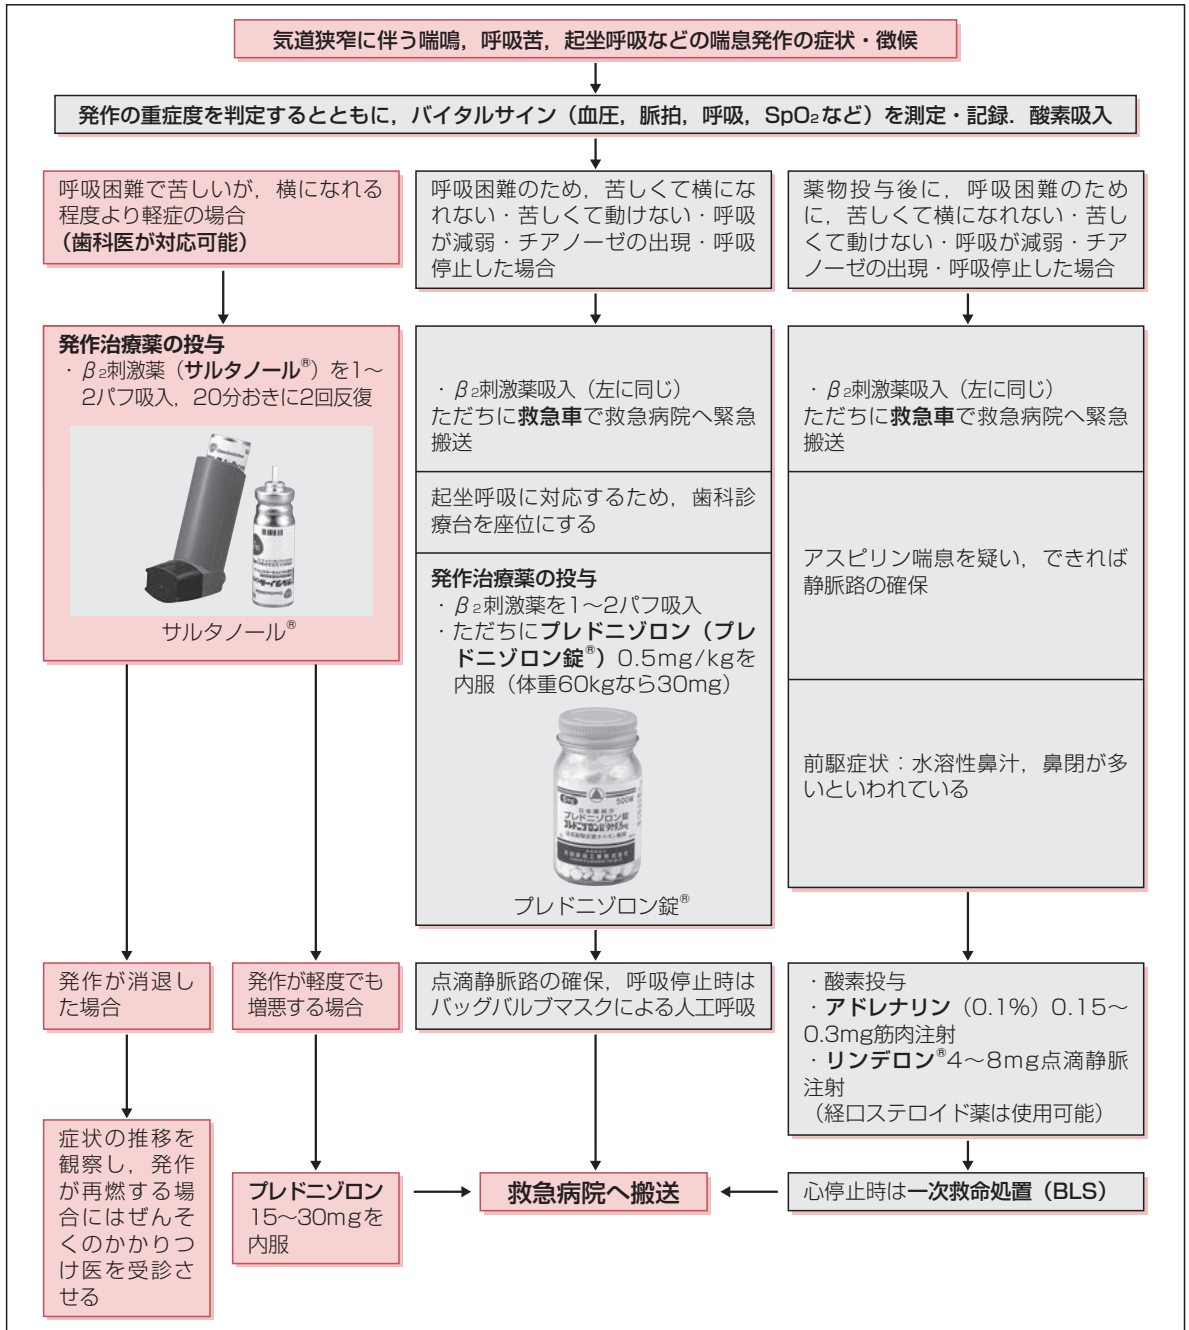 気道狭窄に伴う喘鳴，呼吸苦，起坐呼吸などの喘息発作の症状・徴候
発作の重症度を判定するとともに，バイタルサイン（血圧，脈拍，呼吸，SpO₂など）を測定・記録．酸素吸入
呼吸困難で苦しいが，横になれる
程度より軽症の場合
（歯科医が対応可能）
発作治療薬の投与
・β₂刺激薬（サルタノール®）を1～
2パフ吸入，20分おきに2回反復
サルタノール®
発作が消退し
た場合
症状の推移を
観察し，発作
が再燃する場
合にはぜんそ
くのかかりつ
け医を受診さ
せる
発作が軽度でも
増悪する場合
プレドニゾロン
15～30mgを
内服
呼吸困難のため，苦しくて横にな
れない・苦しくて動けない・呼吸
が減弱・チアノーゼの出現・呼吸
停止した場合
・β₂刺激薬吸入（左に同じ）
ただちに救急車で救急病院へ緊急
搬送
起坐呼吸に対応するため，歯科診
療台を座位にする
発作治療薬の投与
・β₂刺激薬を1～2パフ吸入
・ただちにプレドニゾロン（プレ
ドニゾロン錠®）0.5mg/kgを
内服（体重60kgなら30mg）
5mg
500錠
日本薬局方
プレドニゾロン錠
プレドニゾロン錠®
点滴静脈路の確保，呼吸停止時は
バッグバルブマスクによる人工呼吸
救急病院へ搬送
薬物投与後に，呼吸困難のため
に，苦しくて横になれない・苦し
くて動けない・呼吸が減弱・チア
ノーゼの出現・呼吸停止した場合
・β₂刺激薬吸入（左に同じ）
ただちに救急車で救急病院へ緊急
搬送
アスピリン喘息を疑い，できれば
静脈路の確保
前駆症状：水溶性鼻汁，鼻閉が多
いといわれている
・酸素投与
・アドレナリン（0.1%）0.15～
0.3mg筋肉注射
・リンデロン®4～8mg点滴静脈
注射
（経口ステロイド薬は使用可能）
心停止時は一次救命処置（BLS）